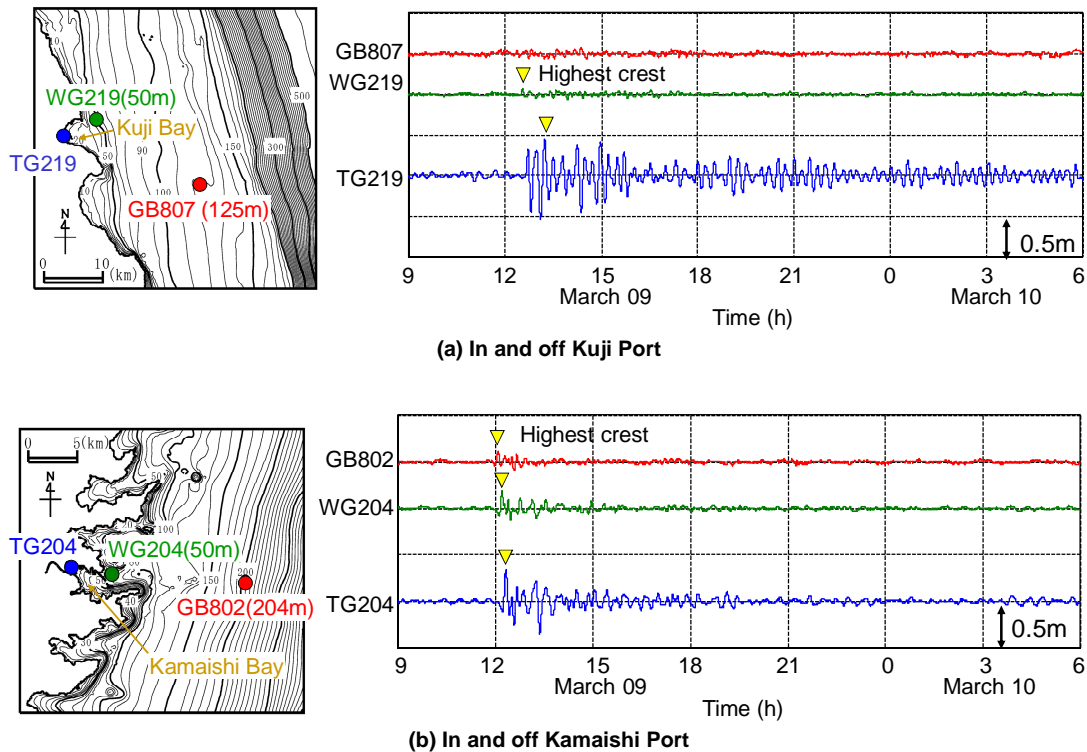 GB807
WG219
Highest crest
TG219
0.5m
9 12 15 18 21 0 3 6
March 09 March 10
Time (h)
WG219(50m)
Kuji Bay
TG219
GB807 (125m)
50
90
150
300
500
100
N
0 10
(km)
(a) In and off Kuji Port
GB802
Highest crest
WG204
TG204
0.5m
9 12 15 18 21 0 3 6
March 09 March 10
Time (h)
0 5(km)
N
100
TG204
WG204(50m)
150
200
GB802(204m)
Kamaishi Bay
(b) In and off Kamaishi Port